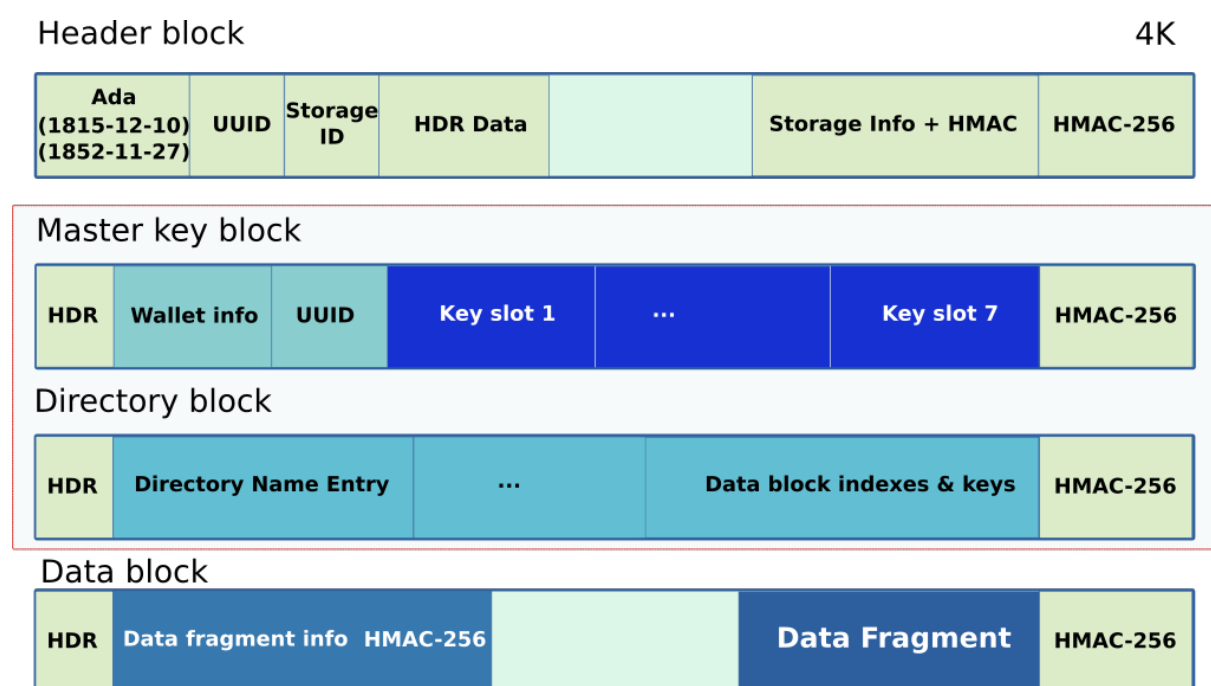 Header block 4K
Ada
(1815-12-10)
(1852-11-27)
UUID
Storage
ID
HDR Data
Storage Info + HMAC
HMAC-256
Master key block
HDR
Wallet info
UUID
Key slot 1
...
Key slot 7
HMAC-256
Directory block
HDR
Directory Name Entry
...
Data block indexes & keys
HMAC-256
Data block
HDR
Data fragment info HMAC-256
Data Fragment
HMAC-256